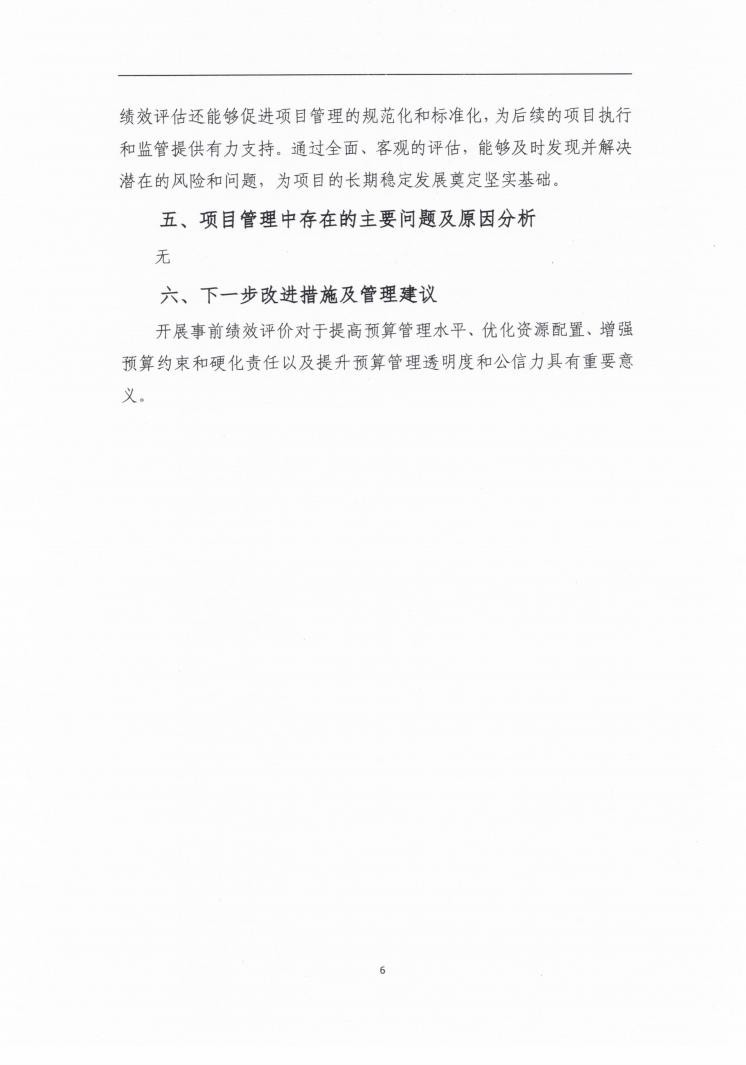 绩效评估还能够促进项目管理的规范化和标准化，为后续的项目执行
和监管提供有力支持。通过全面、客观的评估，能够及时发现并解决
潜在的风险和问题，为项目的长期稳定发展奠定坚实基础。
五、项目管理中存在的主要问题及原因分析
无
六、下一步改进措施及管理建议
开展事前绩效评价对于提高预算管理水平、优化资源配置、增强
预算约束和硬化责任以及提升预算管理透明度和公信力具有重要意
义。
6